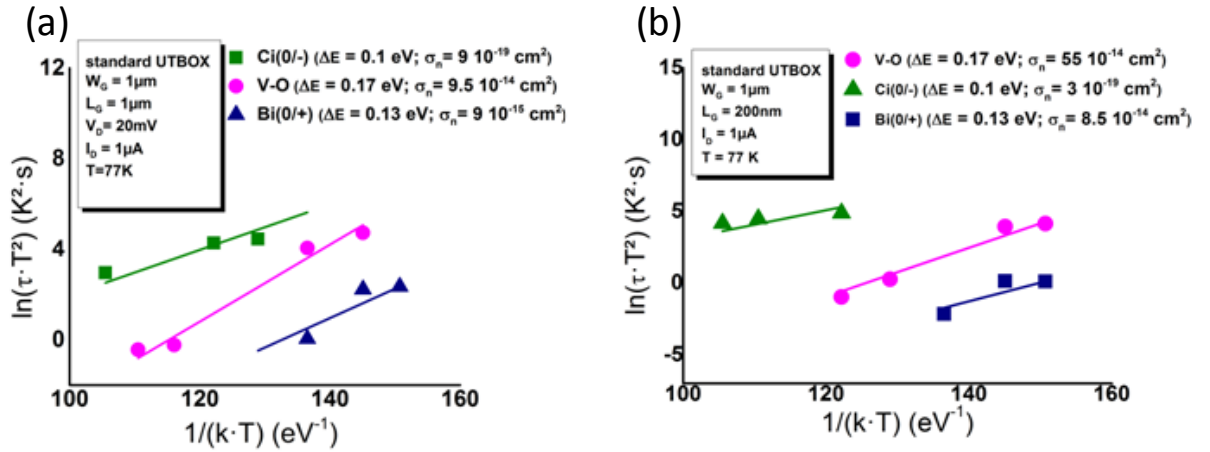 (a)
standard UTBOX
W_G = 1µm
L_G = 1µm
V_D= 20mV
I_D = 1µA
T=77K
Ci(0/-) (ΔE = 0.1 eV; σ_n= 9 10^-19 cm²)
V-O (ΔE = 0.17 eV; σ_n= 9.5 10^-14 cm²)
Bi(0/+) (ΔE = 0.13 eV; σ_n= 9 10^-15 cm²)
12
8
4
0
ln(τ·T²) (K²·s)
100 120 140 160
1/(k·T) (eV⁻¹)
(b)
standard UTBOX
W_G = 1µm
L_G = 200nm
I_D = 1µA
T = 77 K
V-O (ΔE = 0.17 eV; σ_n= 55 10^-14 cm²)
Ci(0/-) (ΔE = 0.1 eV; σ_n= 3 10^-19 cm²)
Bi(0/+) (ΔE = 0.13 eV; σ_n= 8.5 10^-14 cm²)
15
10
5
0
-5
ln(τ·T²) (K²·s)
100 120 140 160
1/(k·T) (eV⁻¹)